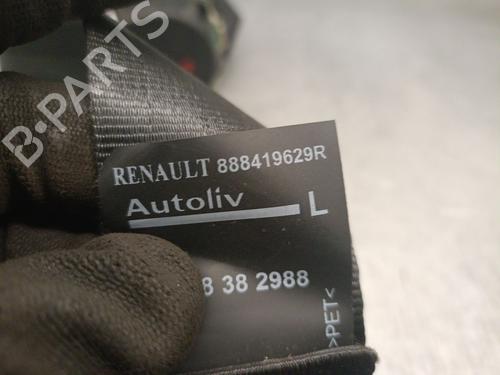 B-PARTS
RENAULT 888419629R
Autoliv
L
8 38 2988
>PET<